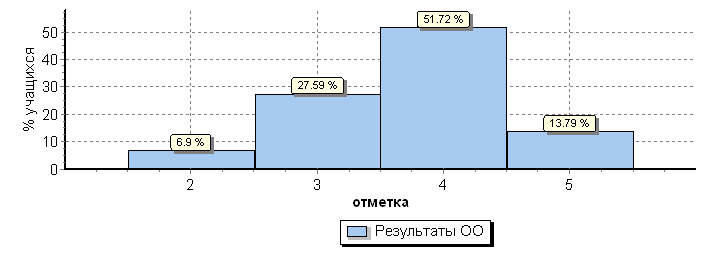 % учащихся
50
40
30
20
10
0
6.9 %
27.59 %
51.72 %
13.79 %
2 3 4 5
отметка
Результаты ОО